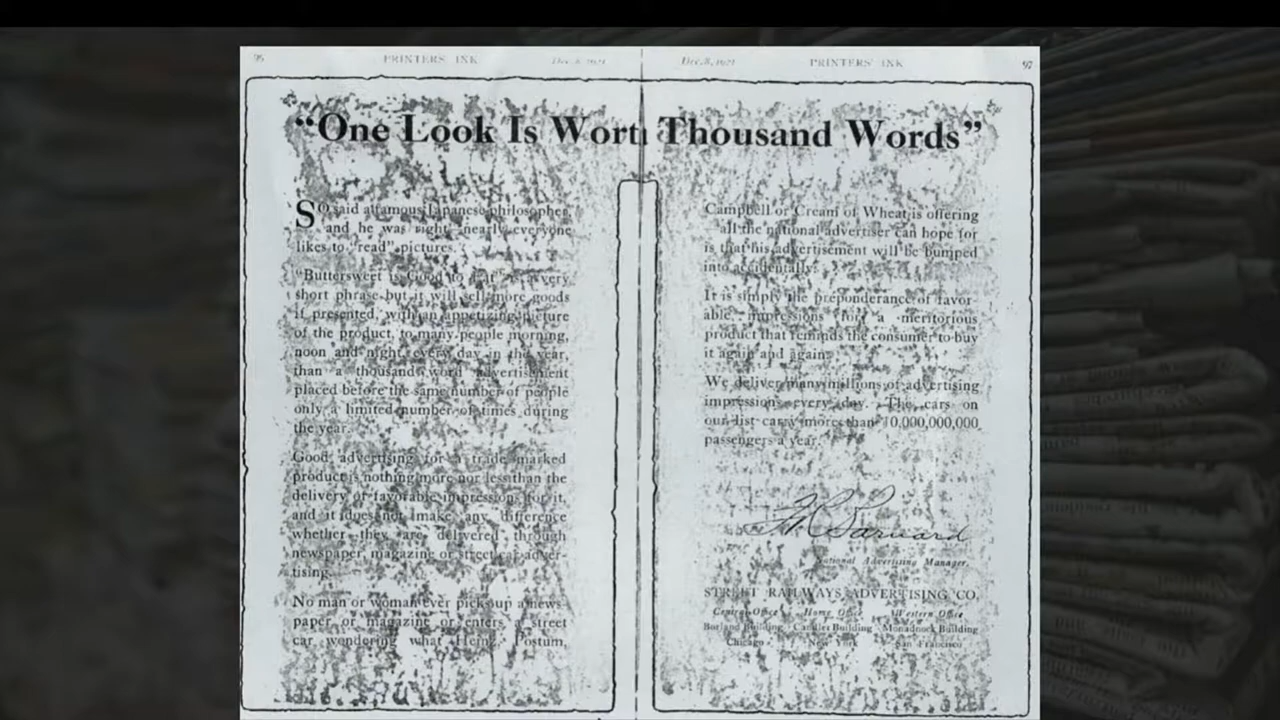 96 PRINTERS' INK Dec. 8, 1921
Dec. 8, 1921 PRINTERS' INK 97
“One Look Is Wort Thousand Words”
So said a famous Japanese philosopher,
and he was right—nearly everyone
likes to "read" pictures.
"Buttersweet is Good to Eat" is a very
short phrase but it will sell more goods
if presented, with an appetizing picture
of the product, to many people morning,
noon and night, every day in the year,
than a thousand word advertisement
placed before the same number of people
only a limited number of times during
the year.
Good advertising for a trade marked
product is nothing more nor less than the
delivery of favorable impressions for it,
and it does not make any difference
whether they are delivered through
newspaper, magazine or street car adver-
tising.
No man or woman ever picks up a news-
paper or magazine or enters a street
car wondering what Heinz, Postum,
Campbell or Cream of Wheat is offering
—all the national advertiser can hope for
is that his advertisement will be bumped
into accidentally.
It is simply the preponderance of favor-
able impressions for a meritorious
product that reminds the consumer to buy
it again and again.
We deliver many millions of advertising
impressions every day. The cars on
our list carry more than 10,000,000,000
passengers a year.
Barnard
National Advertising Manager.
STREET RAILWAYS ADVERTISING CO.
Central Office Home Office Western Office
Borland Building Candler Building Monadnock Building
Chicago New York San Francisco